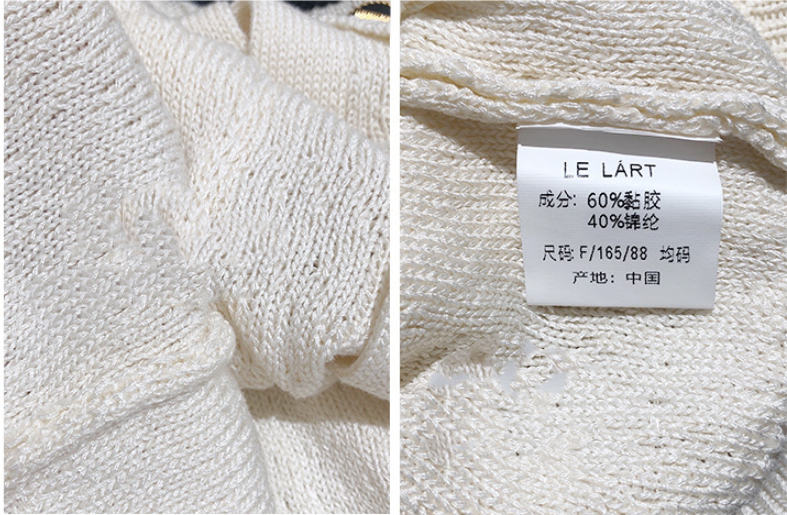 LE LÁRT
成分: 60%黏胶
40%锦纶
尺码: F/165/88 均码
产地: 中国